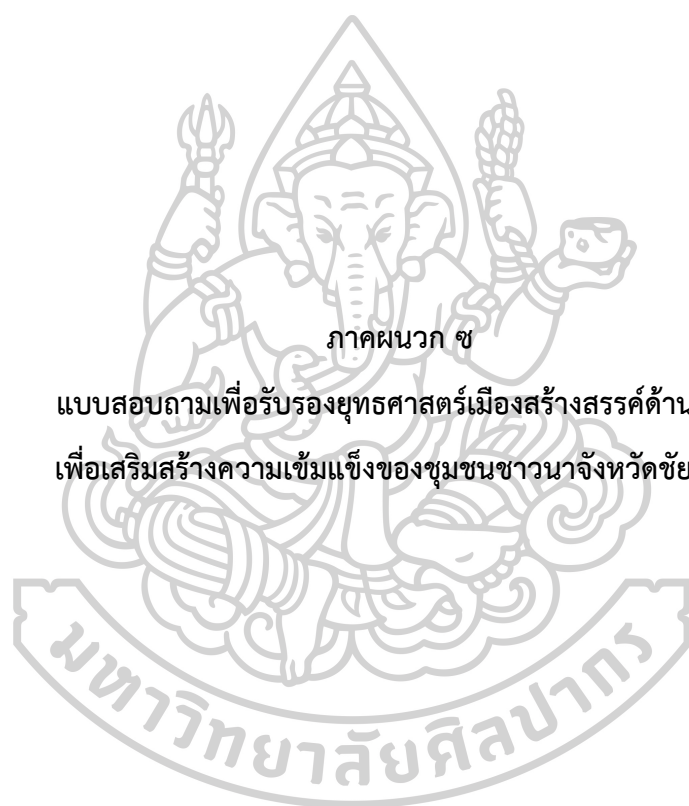 ภาคผนวก ซ
แบบสอบถามเพื่อรับรองยุทธศาสตร์เมืองสร้างสรรค์ด้าน
เพื่อเสริมสร้างความเข้มแข็งของชุมชนชาวนาจังหวัดชัย
มหาวิทยาลัยศิลปากร